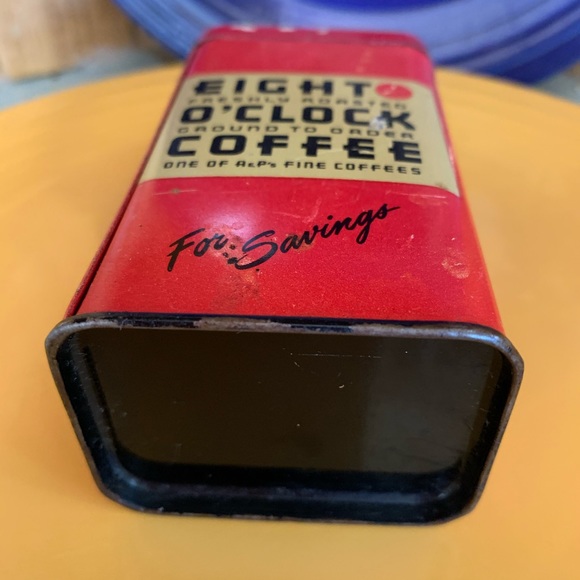 EIGHT
FRESHLY ROASTED
O'CLOCK
GROUND TO ORDER
COFFEE
ONE OF A&P's FINE COFFEES
For Savings